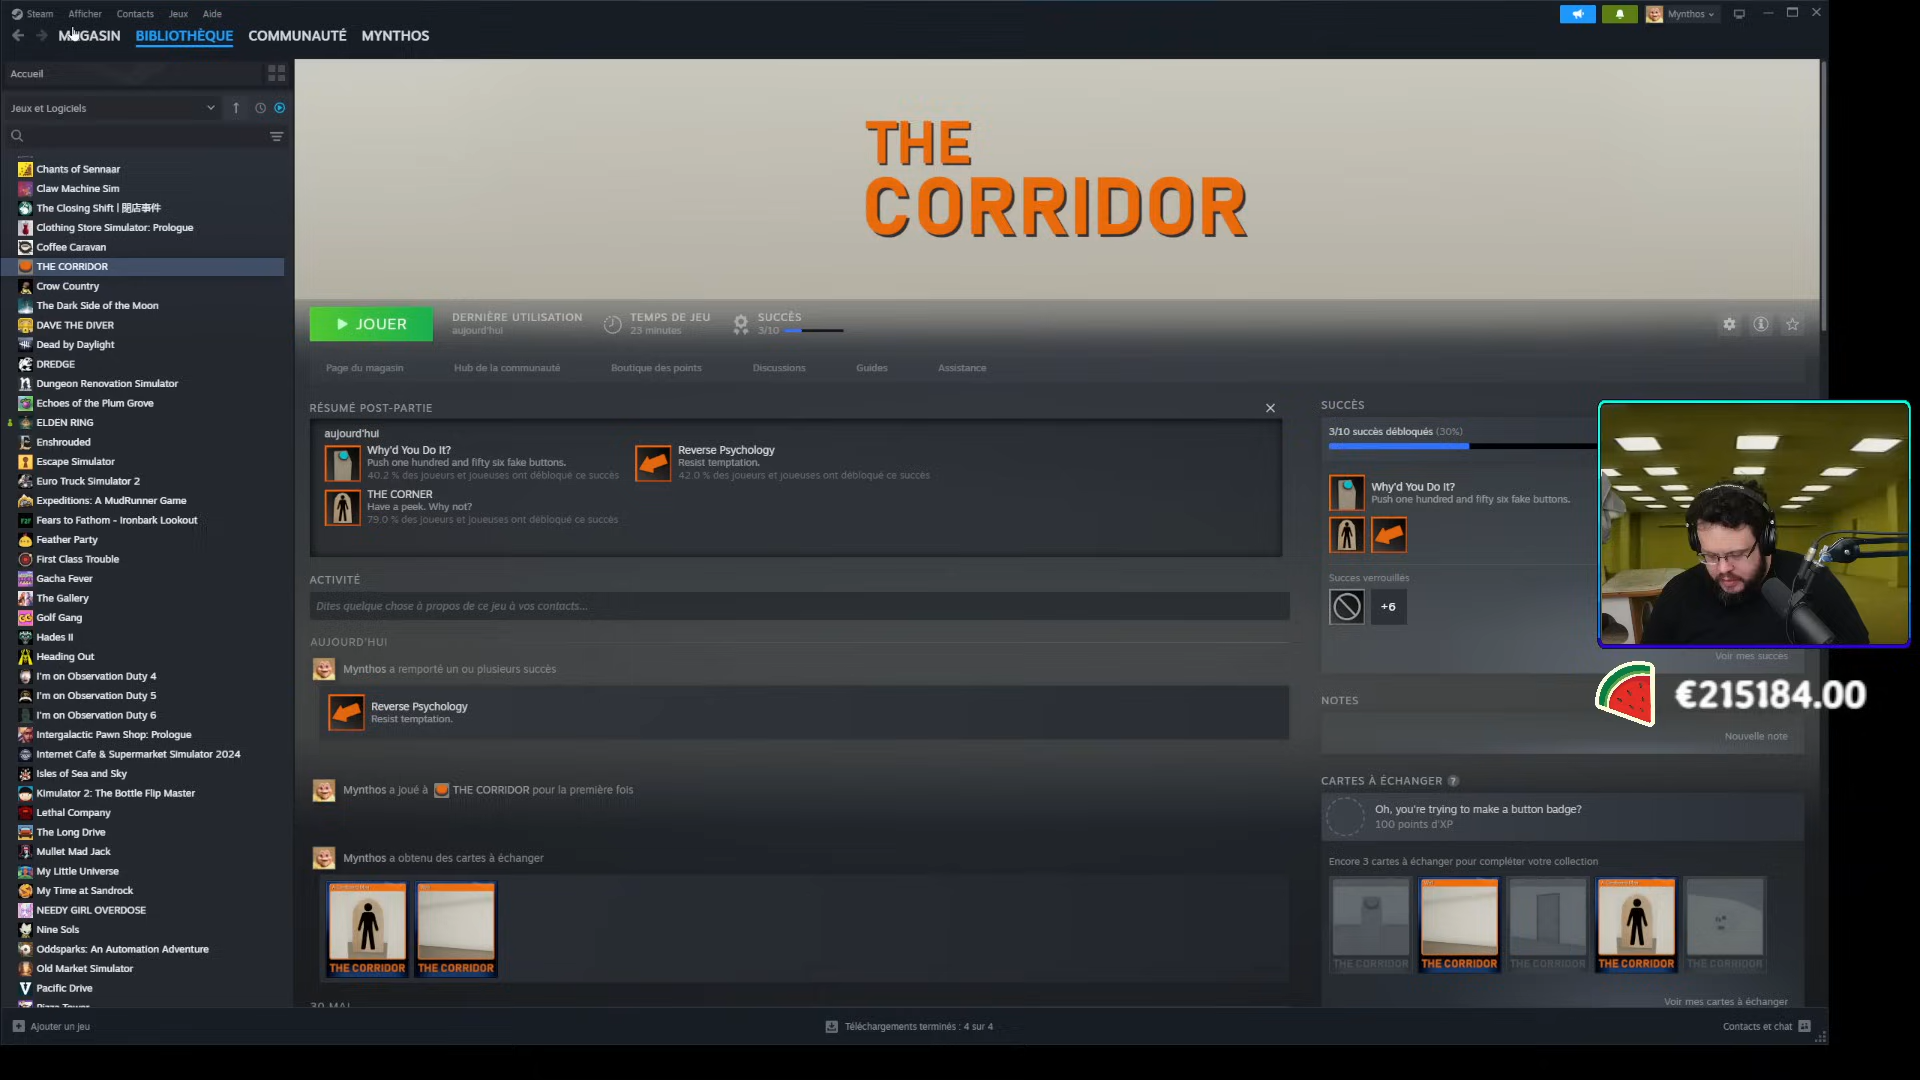 Steam Afficher Contacts Jeux Aide
Mynthos
MAGASIN BIBLIOTHÈQUE COMMUNAUTÉ MYNTHOS
Accueil
Jeux et Logiciels
Chants of Sennaar
Claw Machine Sim
The Closing Shift | 閉店事件
Clothing Store Simulator: Prologue
Coffee Caravan
THE CORRIDOR
Crow Country
The Dark Side of the Moon
DAVE THE DIVER
Dead by Daylight
DREDGE
Dungeon Renovation Simulator
Echoes of the Plum Grove
ELDEN RING
Enshrouded
Escape Simulator
Euro Truck Simulator 2
Expeditions: A MudRunner Game
Fears to Fathom - Ironbark Lookout
Feather Party
First Class Trouble
Gacha Fever
The Gallery
Golf Gang
Hades II
Heading Out
I'm on Observation Duty 4
I'm on Observation Duty 5
I'm on Observation Duty 6
Intergalactic Pawn Shop: Prologue
Internet Cafe & Supermarket Simulator 2024
Isles of Sea and Sky
Kimulator 2: The Bottle Flip Master
Lethal Company
The Long Drive
Mullet Mad Jack
My Little Universe
My Time at Sandrock
NEEDY GIRL OVERDOSE
Nine Sols
Oddsparks: An Automation Adventure
Old Market Simulator
Pacific Drive
Ajouter un jeu
THE
CORRIDOR
JOUER
DERNIÈRE UTILISATION
aujourd'hui
TEMPS DE JEU
23 minutes
SUCCÈS
3/10
Page du magasin Hub de la communauté Boutique des points Discussions Guides Assistance
RÉSUMÉ POST-PARTIE
aujourd'hui
Why'd You Do It?
Push one hundred and fifty six fake buttons.
40.2 % des joueurs et joueuses ont débloqué ce succès
Reverse Psychology
Resist temptation.
42.0 % des joueurs et joueuses ont débloqué ce succès
THE CORNER
Have a peek. Why not?
79.0 % des joueurs et joueuses ont débloqué ce succès
ACTIVITÉ
Dites quelque chose à propos de ce jeu à vos contacts...
AUJOURD'HUI
Mynthos a remporté un ou plusieurs succès
Reverse Psychology
Resist temptation.
Mynthos a joué à THE CORRIDOR pour la première fois
Mynthos a obtenu des cartes à échanger
THE CORRIDOR THE CORRIDOR
30 MAI
Téléchargements terminés : 4 sur 4
SUCCÈS
3/10 succès débloqués (30%)
Why'd You Do It?
Push one hundred and fifty six fake buttons.
Succes verrouillés
+6
Voir mes succès
€215184.00
NOTES
Nouvelle note
CARTES À ÉCHANGER ?
Oh, you're trying to make a button badge?
100 points d'XP
Encore 3 cartes à échanger pour compléter votre collection
THE CORRIDOR THE CORRIDOR THE CORRIDOR THE CORRIDOR THE CORRIDOR
Voir mes cartes à échanger
Contacts et chat